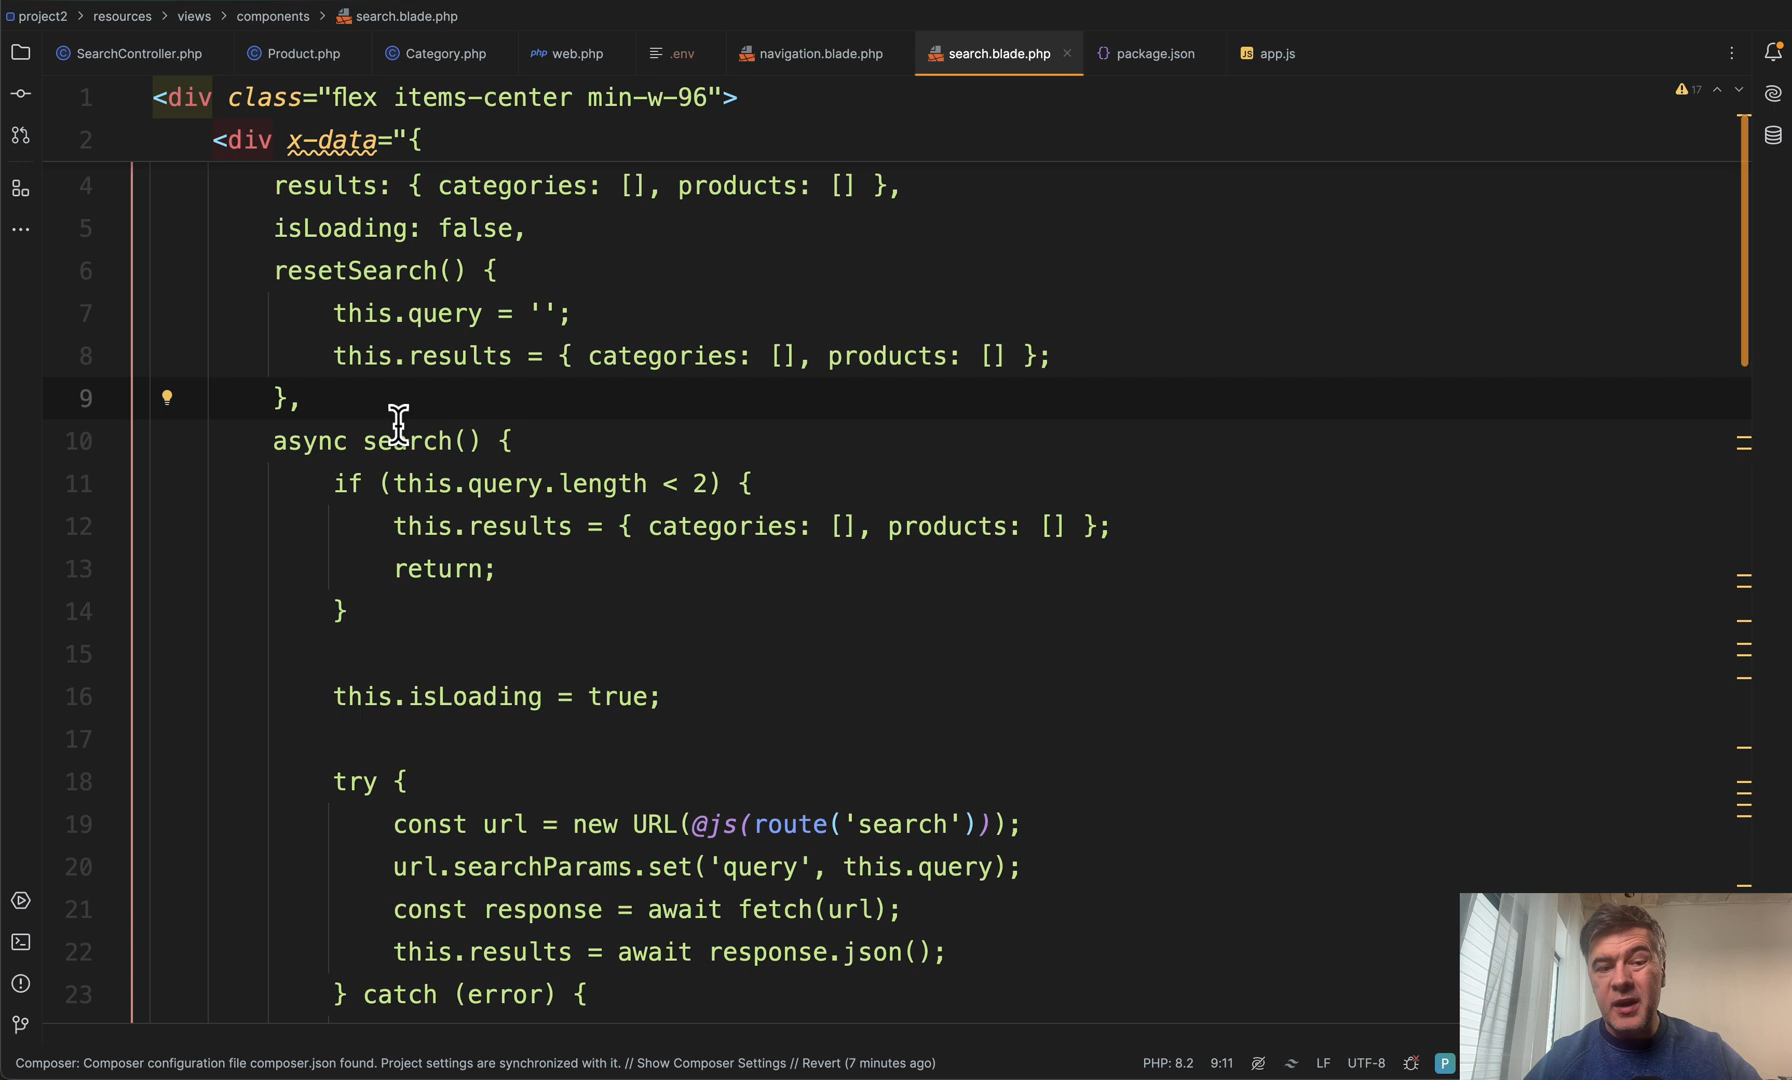 project2 > resources > views > components > search.blade.php
SearchController.php
Product.php
Category.php
php web.php
.env
navigation.blade.php
search.blade.php ×
{} package.json
JS app.js
17
1 <div class="flex items-center min-w-96">
2 <div x-data="{
4 results: { categories: [], products: [] },
5 isLoading: false,
6 resetSearch() {
7 this.query = '';
8 this.results = { categories: [], products: [] };
9 },
10 async search() {
11 if (this.query.length < 2) {
12 this.results = { categories: [], products: [] };
13 return;
14 }
15
16 this.isLoading = true;
17
18 try {
19 const url = new URL(@js(route('search')));
20 url.searchParams.set('query', this.query);
21 const response = await fetch(url);
22 this.results = await response.json();
23 } catch (error) {
Composer: Composer configuration file composer.json found. Project settings are synchronized with it. // Show Composer Settings // Revert (7 minutes ago)
PHP: 8.2 9:11 LF UTF-8 P